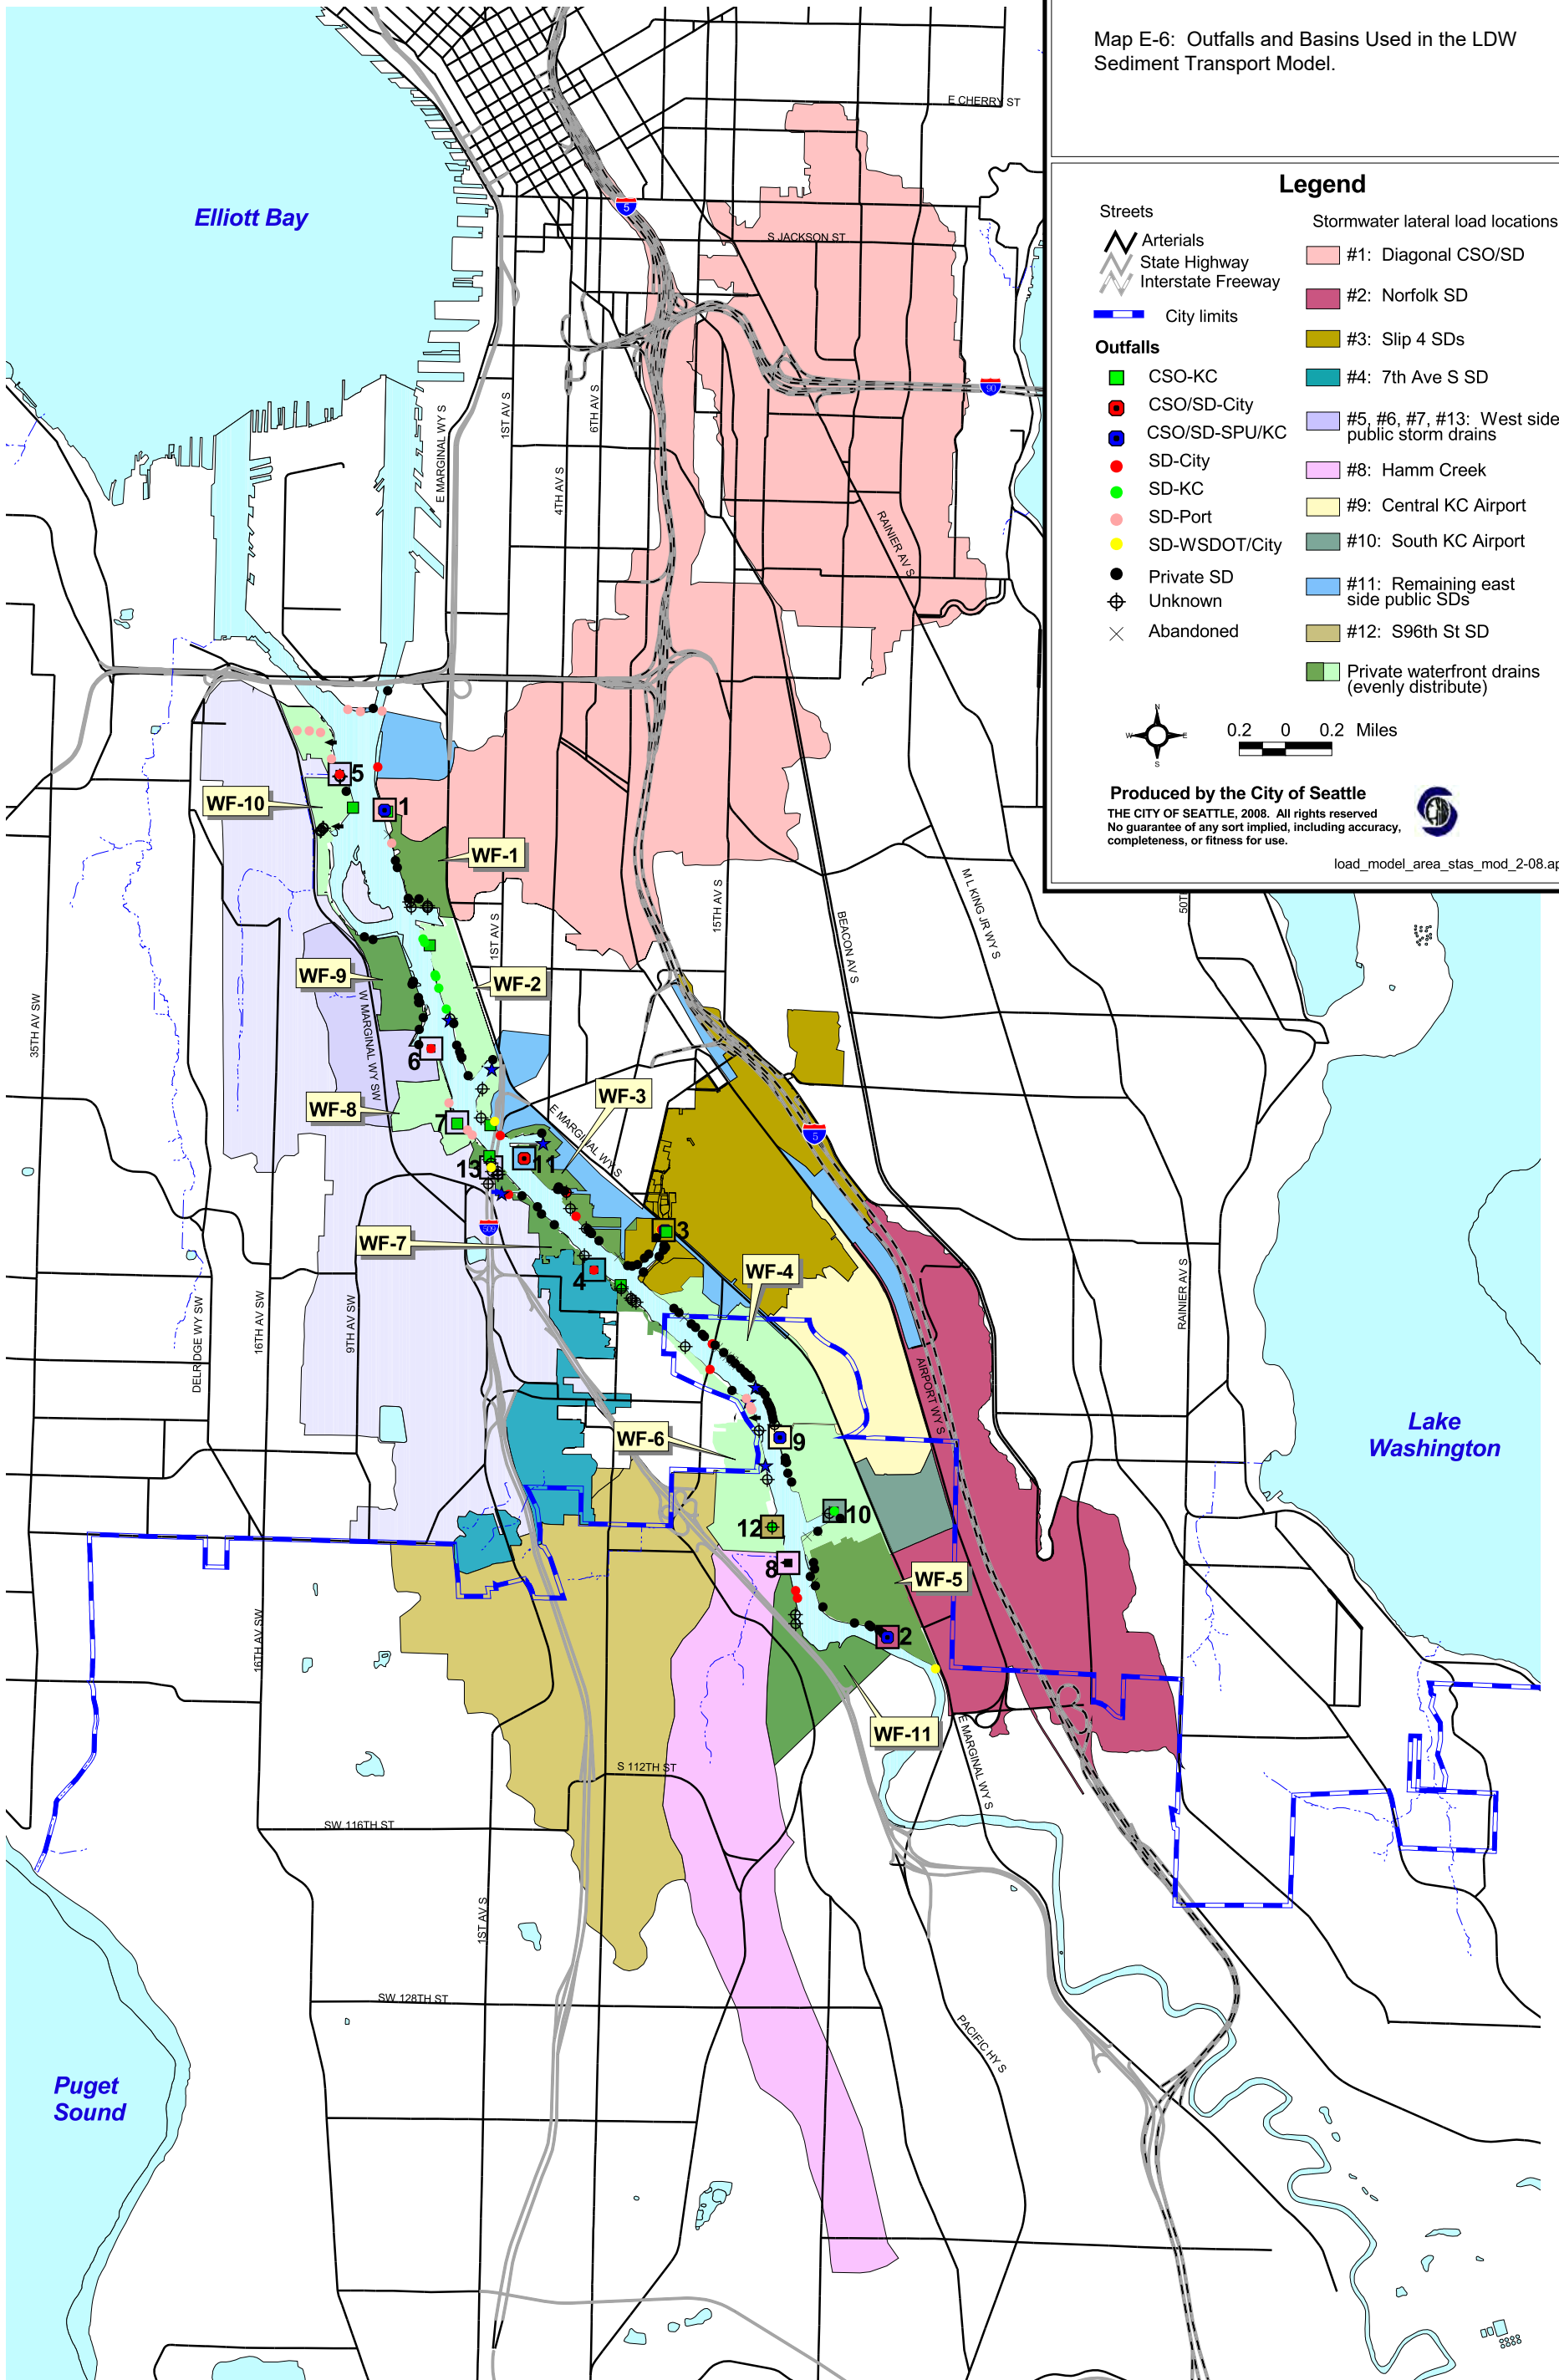 Map E-6: Outfalls and Basins Used in the LDW
Sediment Transport Model.
Legend
Streets
Arterials
State Highway
Interstate Freeway
City limits
Outfalls
CSO-KC
CSO/SD-City
CSO/SD-SPU/KC
SD-City
SD-KC
SD-Port
SD-WSDOT/City
Private SD
Unknown
Abandoned
Stormwater lateral load locations
#1: Diagonal CSO/SD
#2: Norfolk SD
#3: Slip 4 SDs
#4: 7th Ave S SD
#5, #6, #7, #13: West side
public storm drains
#8: Hamm Creek
#9: Central KC Airport
#10: South KC Airport
#11: Remaining east
side public SDs
#12: S96th St SD
Private waterfront drains
(evenly distribute)
N
W
E
S
0.2 0 0.2 Miles
Produced by the City of Seattle
THE CITY OF SEATTLE, 2008. All rights reserved
No guarantee of any sort implied, including accuracy,
completeness, or fitness for use.
load_model_area_stas_mod_2-08.ap
E CHERRY ST
5
Elliott Bay
S JACKSON ST
90
E MARGINAL WY S
1ST AV S
6TH AV S
4TH AV S
RAINIER AV S
5
1
WF-10
WF-1
15TH AV S
M L KING JR WY S
50T
BEACON AV S
1ST AV S
WF-9
WF-2
35TH AV SW
W MARGINAL WY SW
6
WF-3
WF-8
E MARGINAL WY S
7
5
11
13
3
WF-7
4
WF-4
509
DELRIDGE WY SW
16TH AV SW
9TH AV SW
RAINIER AV S
AIRPORT WY S
Lake
Washington
WF-6
9
10
12
8
WF-5
2
16TH AV SW
WF-11
E MARGINAL WY S
S 112TH ST
SW 116TH ST
1ST AV S
SW 128TH ST
PACIFIC HY S
Puget
Sound